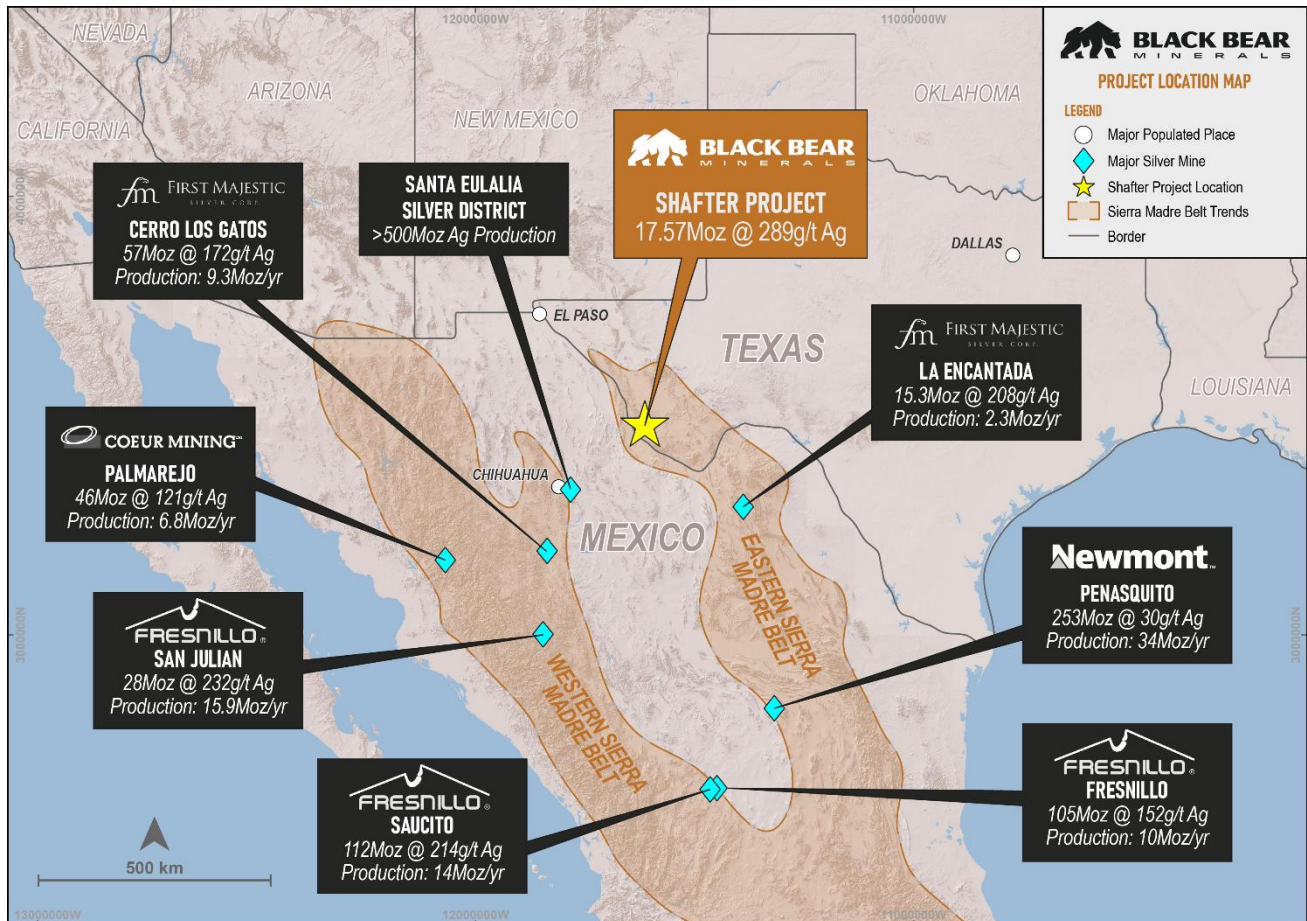 12000000W
11000000W
NEVADA
CALIFORNIA
ARIZONA
NEW MEXICO
OKLAHOMA
TEXAS
LOUISIANA
MEXICO
4000000N
3000000N
3000000N
BLACK BEAR
MINERALS
PROJECT LOCATION MAP
LEGEND
Major Populated Place
Major Silver Mine
Shafter Project Location
Sierra Madre Belt Trends
Border
fm FIRST MAJESTIC
SILVER CORP.
CERRO LOS GATOS
57Moz @ 172g/t Ag
Production: 9.3Moz/yr
SANTA EULALIA
SILVER DISTRICT
>500Moz Ag Production
BLACK BEAR
MINERALS
SHAFTER PROJECT
17.57Moz @ 289g/t Ag
DALLAS
EL PASO
CHIHUAHUA
fm FIRST MAJESTIC
SILVER CORP.
LA ENCANTADA
15.3Moz @ 208g/t Ag
Production: 2.3Moz/yr
COEUR MINING
PALMAREJO
46Moz @ 121g/t Ag
Production: 6.8Moz/yr
EASTERN SIERRA
MADRE BELT
Newmont™
PENASQUITO
253Moz @ 30g/t Ag
Production: 34Moz/yr
FRESNILLO®
SAN JULIAN
28Moz @ 232g/t Ag
Production: 15.9Moz/yr
WESTERN SIERRA
MADRE BELT
FRESNILLO®
SAUCITO
112Moz @ 214g/t Ag
Production: 14Moz/yr
FRESNILLO®
FRESNILLO
105Moz @ 152g/t Ag
Production: 10Moz/yr
500 km
13000000W
12000000W
11000000W